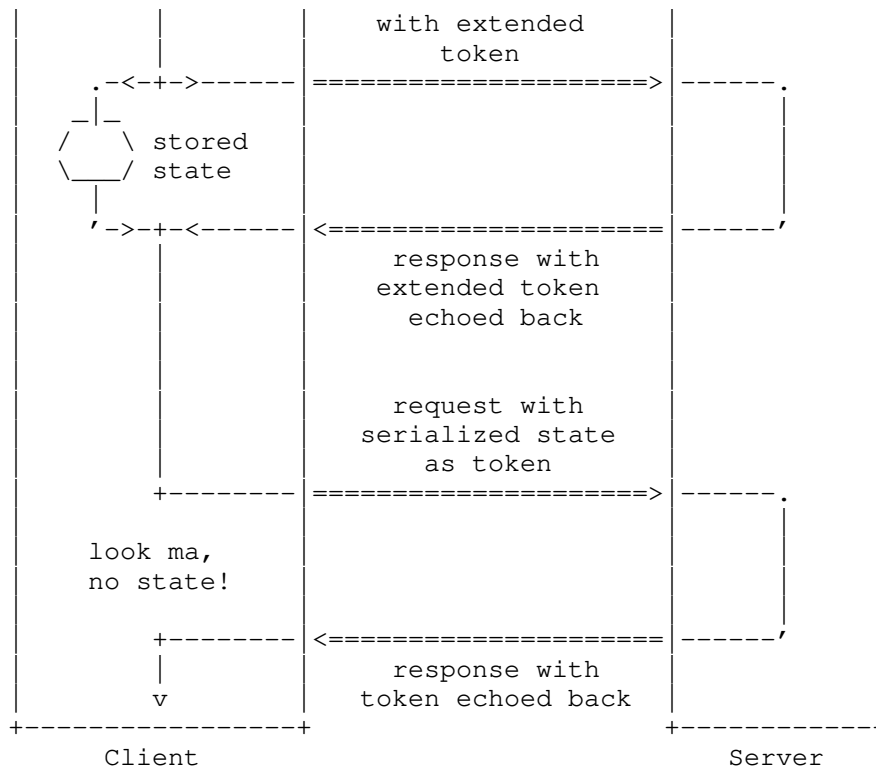 with extended
token
stored
state
response with
extended token
echoed back
request with
serialized state
as token
look ma,
no state!
response with
token echoed back
v
Client
Server